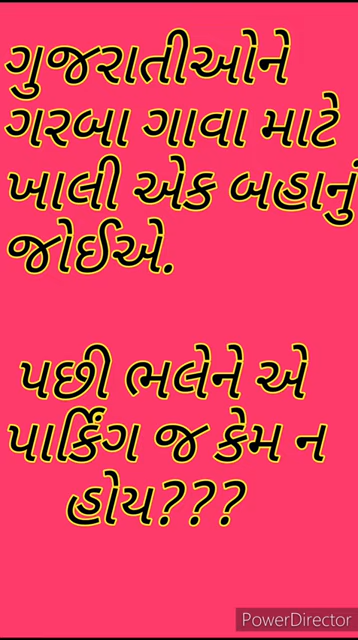 ગુજરાતીઓને
ગરબા ગાવા માટે
ખાલી એક બહાનું
જોઈએ.
પછી ભલેને એ
પાર્કિંગ જ કેમ ન
હોય???
PowerDirector